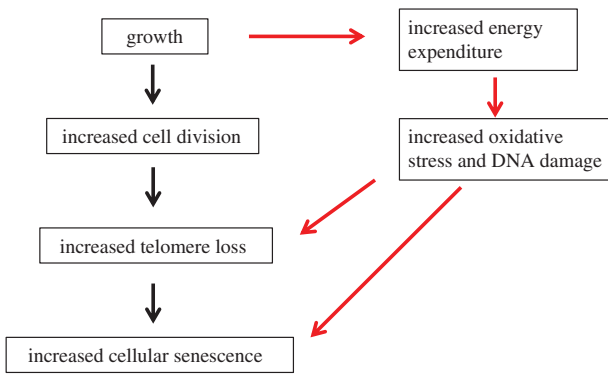 growth
increased energy
expenditure
increased cell division
increased oxidative
stress and DNA damage
increased telomere loss
increased cellular senescence